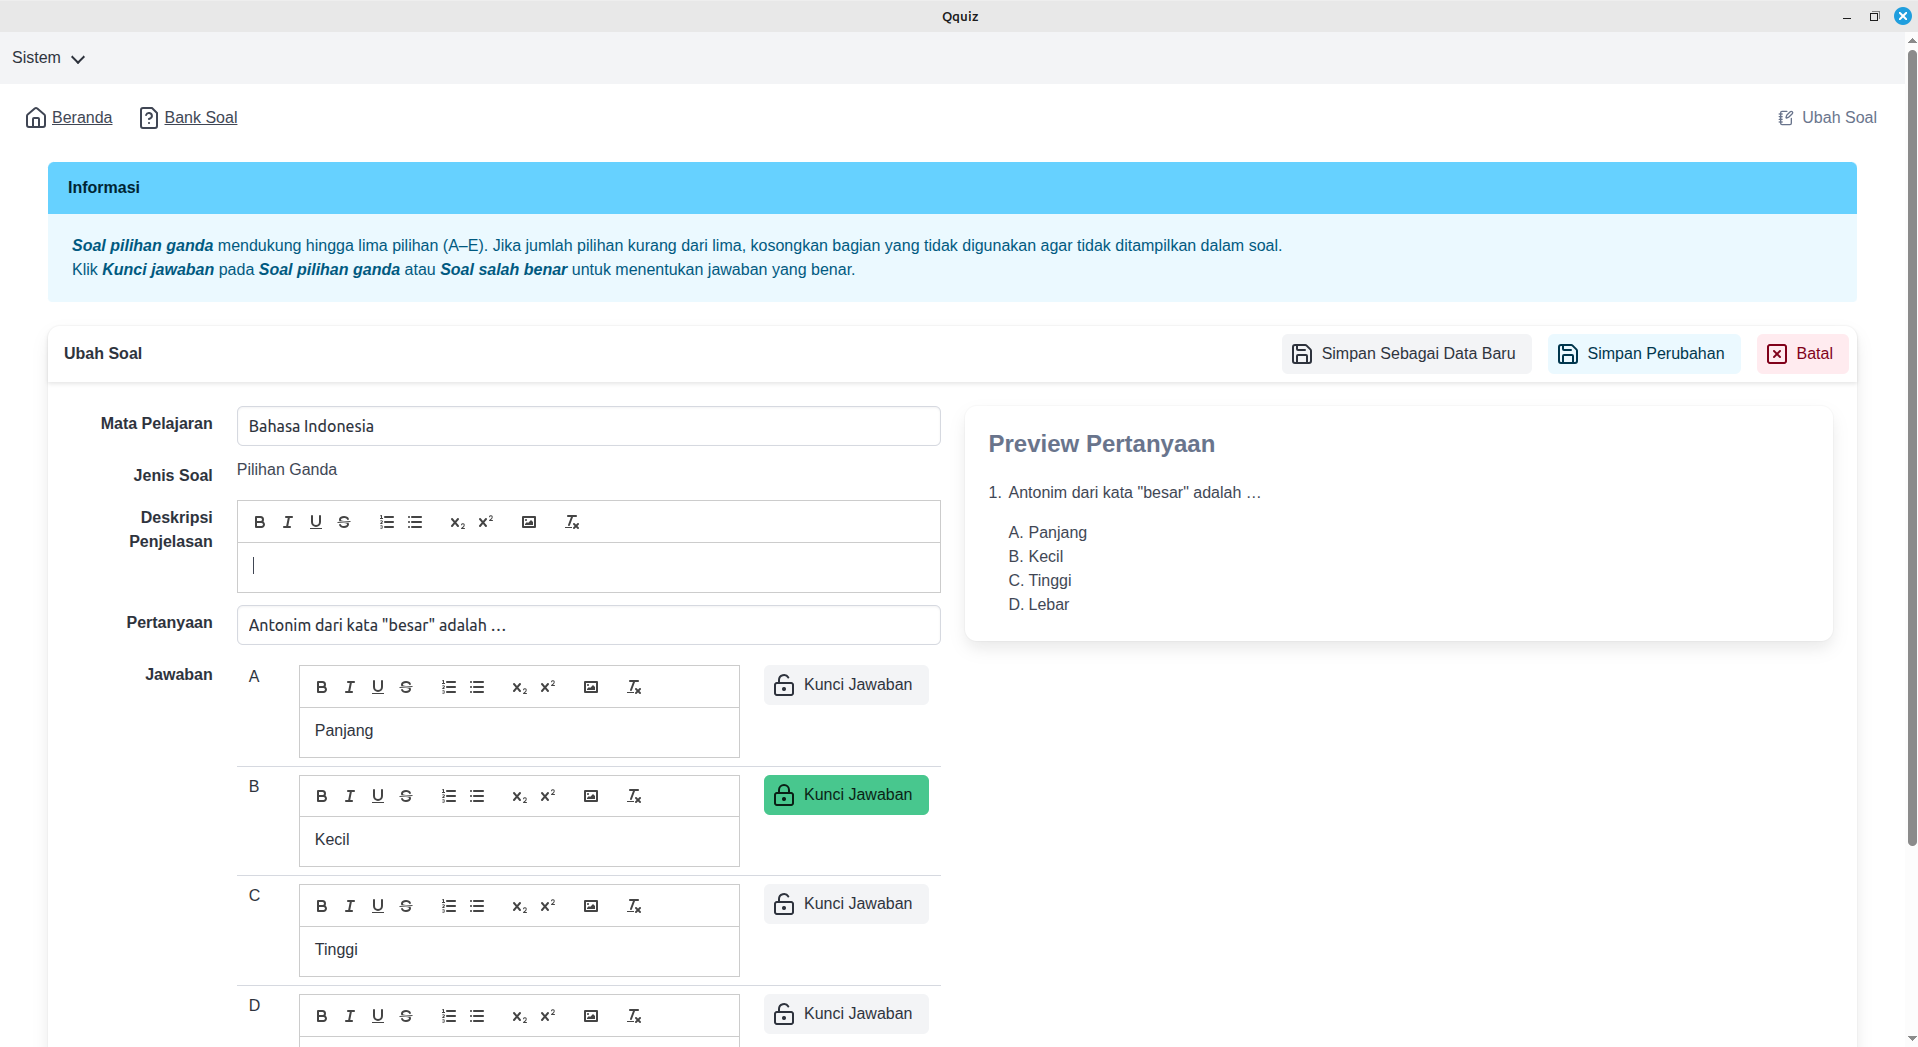 Qquiz
Sistem
Beranda Bank Soal Ubah Soal
Informasi
Soal pilihan ganda mendukung hingga lima pilihan (A–E). Jika jumlah pilihan kurang dari lima, kosongkan bagian yang tidak digunakan agar tidak ditampilkan dalam soal.
Klik Kunci jawaban pada Soal pilihan ganda atau Soal salah benar untuk menentukan jawaban yang benar.
Ubah Soal Simpan Sebagai Data Baru Simpan Perubahan Batal
Mata Pelajaran Bahasa Indonesia
Jenis Soal Pilihan Ganda
Deskripsi
Penjelasan
Pertanyaan Antonim dari kata "besar" adalah …
Jawaban
A Kunci Jawaban
Panjang
B Kunci Jawaban
Kecil
C Kunci Jawaban
Tinggi
D Kunci Jawaban
Preview Pertanyaan
1. Antonim dari kata "besar" adalah …
A. Panjang
B. Kecil
C. Tinggi
D. Lebar